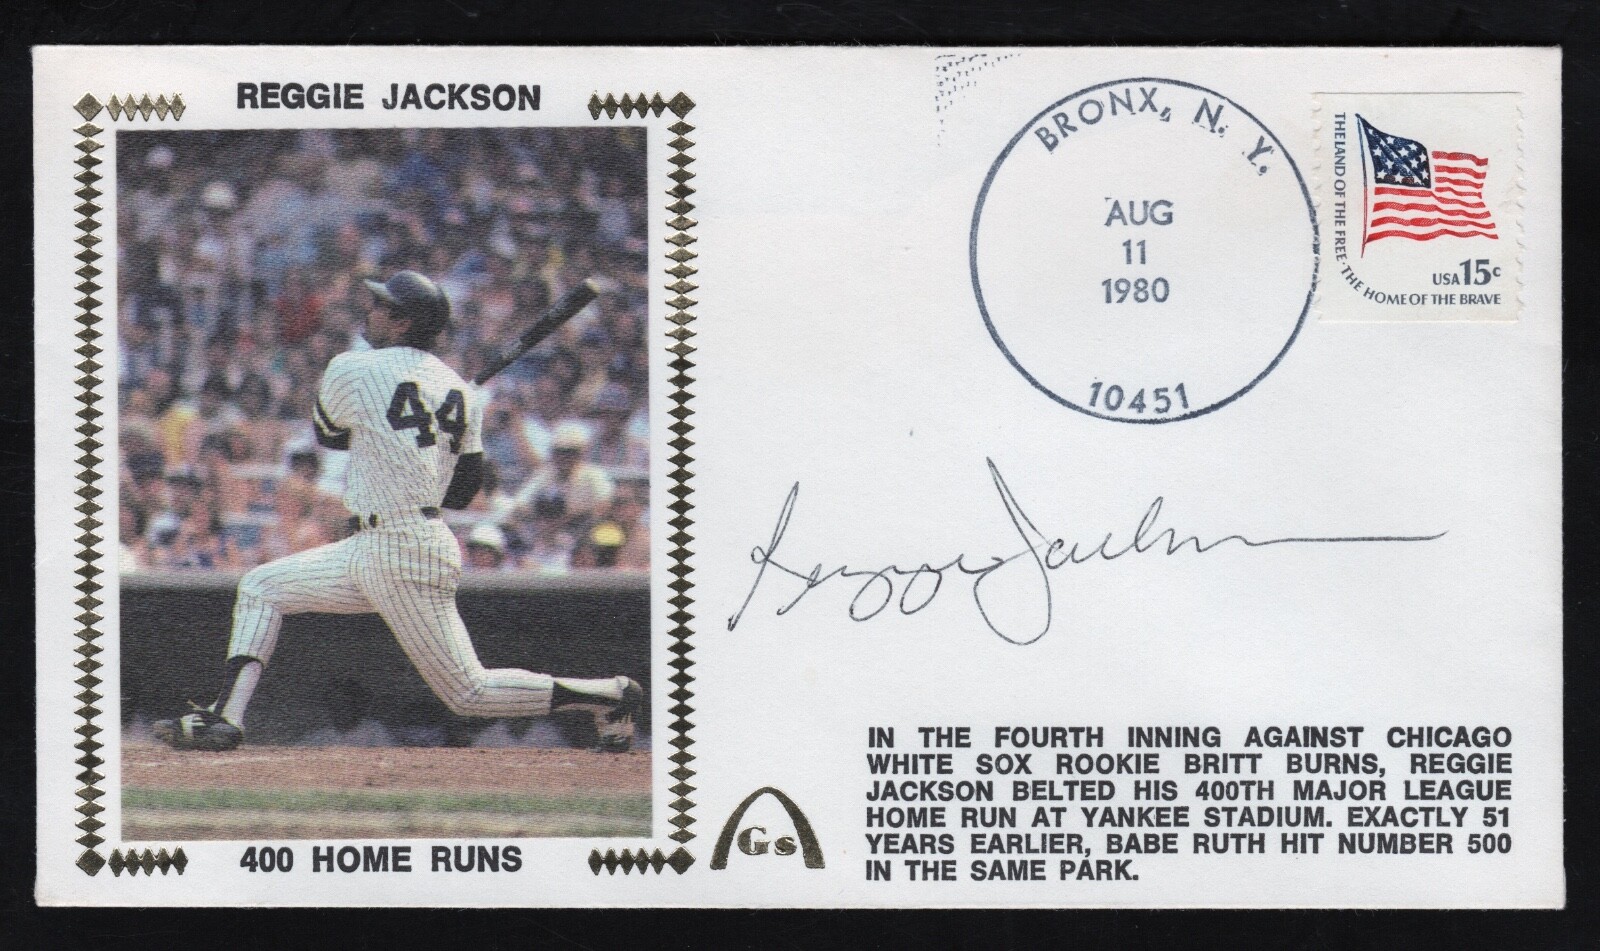 REGGIE JACKSON
44
400 HOME RUNS
BRONX, N. Y.
AUG
11
1980
10451
THE LAND OF THE FREE · THE HOME OF THE BRAVE
USA 15c
Reggie Jackson
Gs
IN THE FOURTH INNING AGAINST CHICAGO
WHITE SOX ROOKIE BRITT BURNS, REGGIE
JACKSON BELTED HIS 400TH MAJOR LEAGUE
HOME RUN AT YANKEE STADIUM. EXACTLY 51
YEARS EARLIER, BABE RUTH HIT NUMBER 500
IN THE SAME PARK.